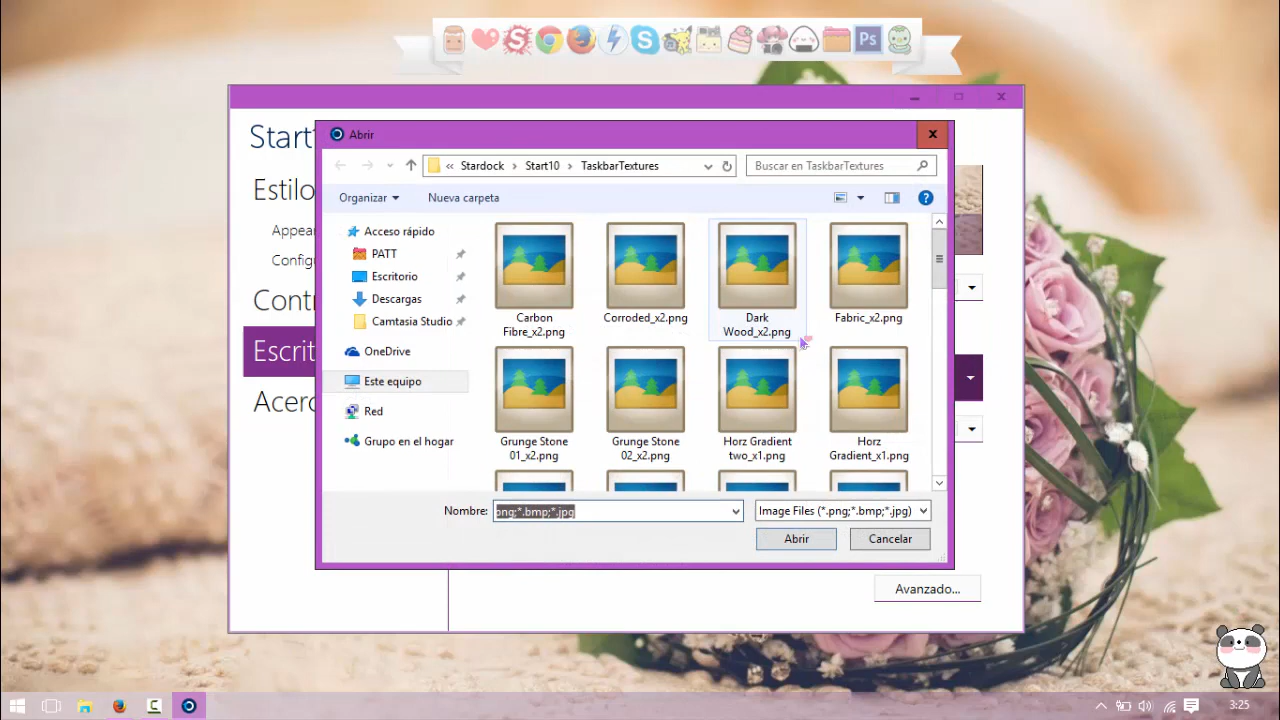 S
S
Ps
Start
Abrir
Stardock
Start10
TaskbarTextures
Buscar en TaskbarTextures
Estilo
Organizar
Nueva carpeta
Appear
Config
Acceso rápido
PATT
Escritorio
Descargas
Camtasia Studio
OneDrive
Este equipo
Red
Grupo en el hogar
Contr
Escrit
Acerc
Carbon
Fibre_x2.png
Corroded_x2.png
Dark
Wood_x2.png
Fabric_x2.png
Grunge Stone
01_x2.png
Grunge Stone
02_x2.png
Horz Gradient
two_x1.png
Horz
Gradient_x1.png
Nombre:
png;*.bmp;*.jpg
Image Files (*.png;*.bmp;*.jpg)
Abrir
Cancelar
Avanzado...
3:25